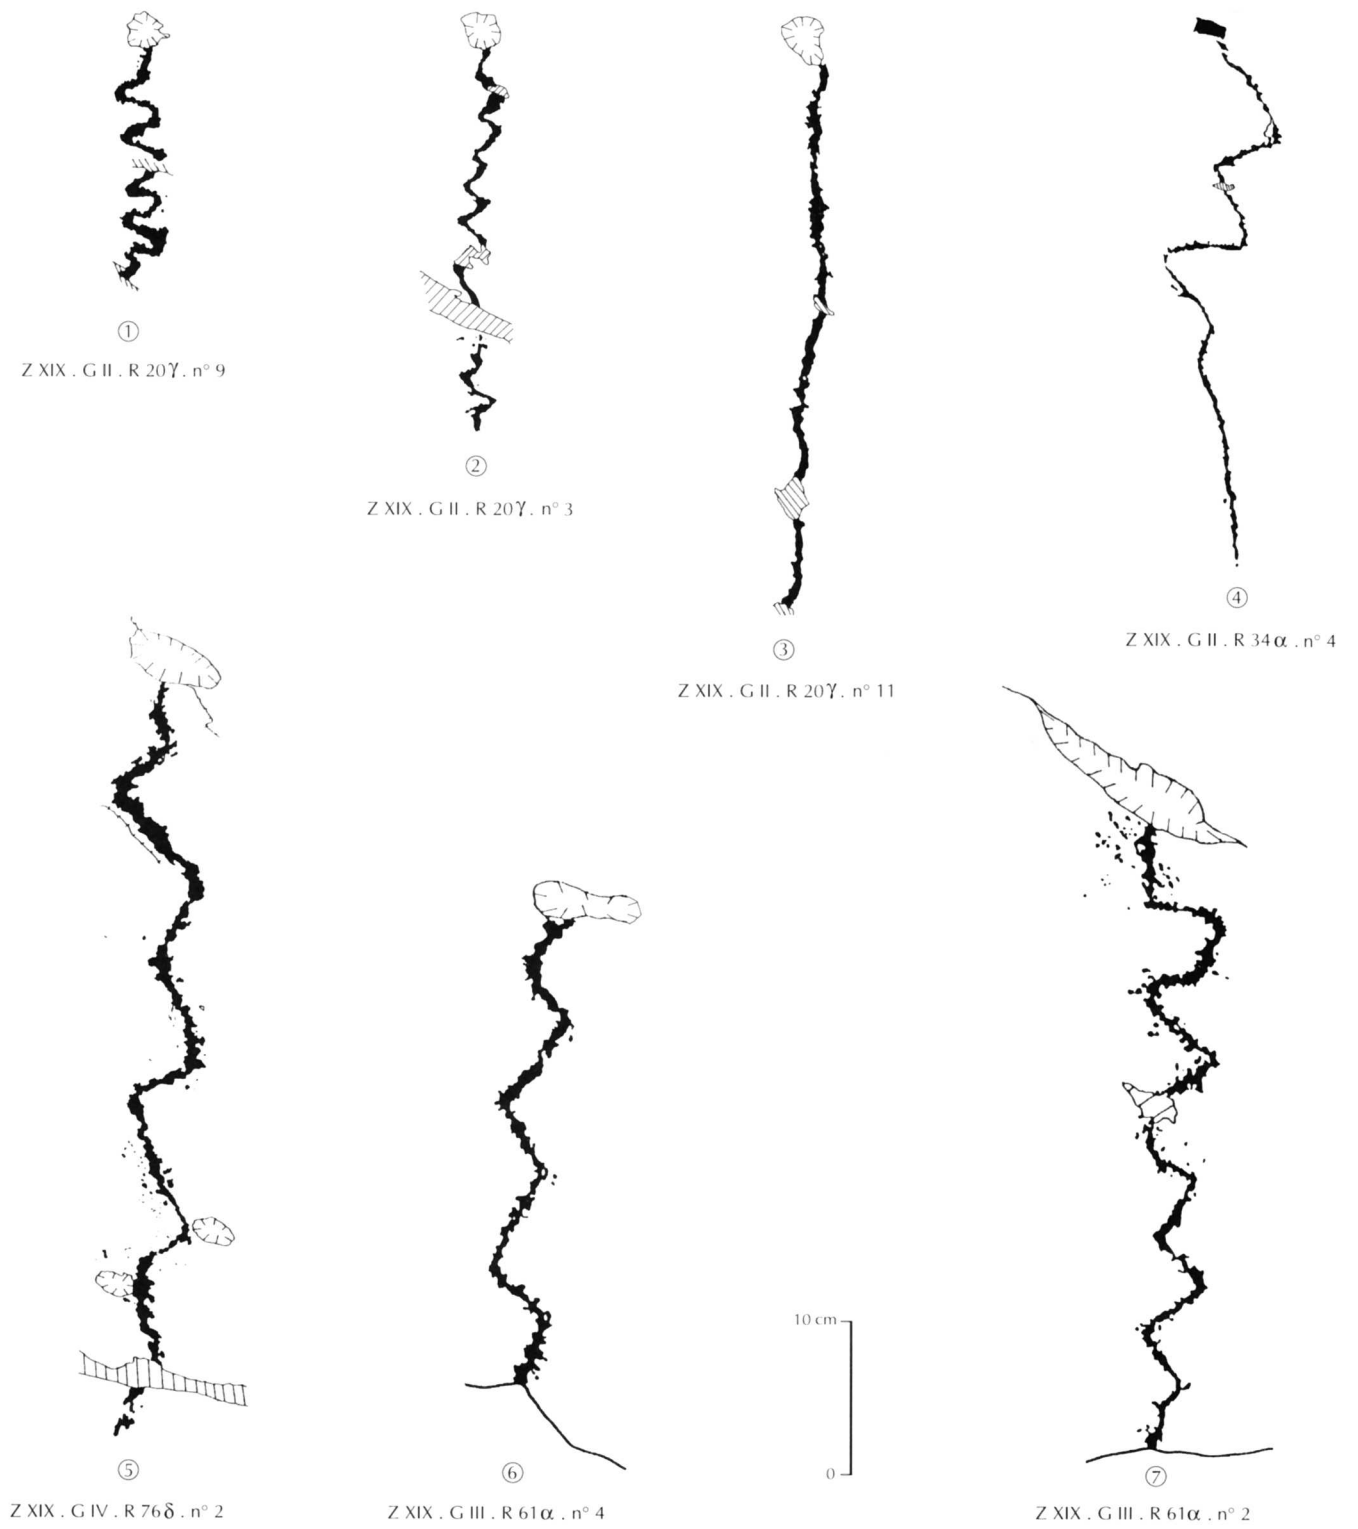 ①
Z XIX . G II . R 20γ . n° 9
②
Z XIX . G II . R 20γ . n° 3
③
Z XIX . G II . R 20γ . n° 11
④
Z XIX . G II . R 34α . n° 4
⑤
Z XIX . G IV . R 76δ . n° 2
⑥
Z XIX . G III . R 61α . n° 4
10 cm
0
⑦
Z XIX . G III . R 61α . n° 2